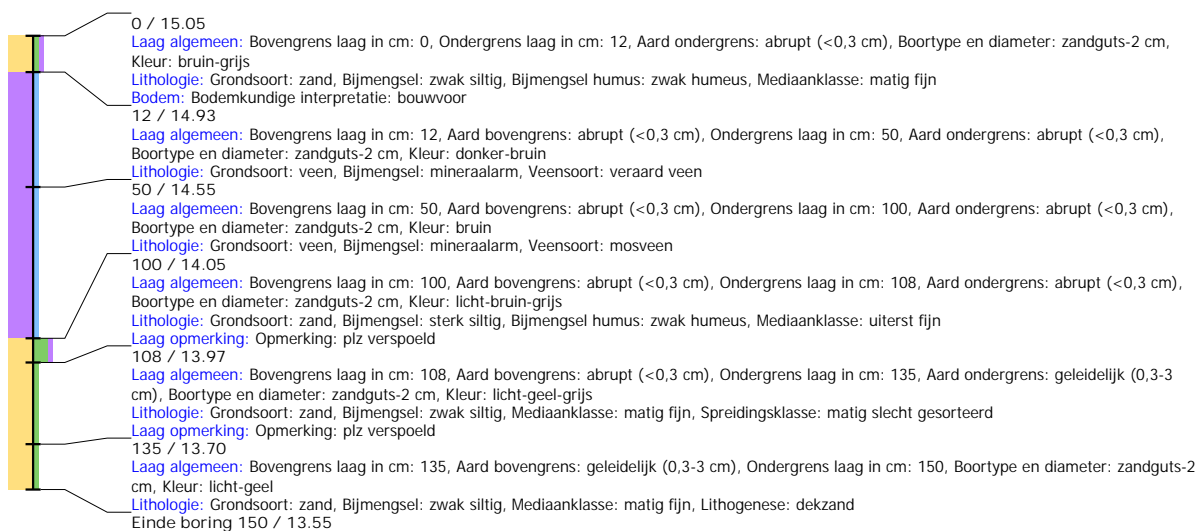 0 / 15.05
Laag algemeen: Bovengrens laag in cm: 0, Ondergrens laag in cm: 12, Aard ondergrens: abrupt (<0,3 cm), Boortype en diameter: zandguts-2 cm,
Kleur: bruin-grijs
Lithologie: Grondsoort: zand, Bijmengsel: zwak siltig, Bijmengsel humus: zwak humeus, Mediaanklasse: matig fijn
Bodem: Bodemkundige interpretatie: bouwvoor
12 / 14.93
Laag algemeen: Bovengrens laag in cm: 12, Aard bovengrens: abrupt (<0,3 cm), Ondergrens laag in cm: 50, Aard ondergrens: abrupt (<0,3 cm),
Boortype en diameter: zandguts-2 cm, Kleur: donker-bruin
Lithologie: Grondsoort: veen, Bijmengsel: mineraalarm, Veensoort: veraard veen
50 / 14.55
Laag algemeen: Bovengrens laag in cm: 50, Aard bovengrens: abrupt (<0,3 cm), Ondergrens laag in cm: 100, Aard ondergrens: abrupt (<0,3 cm),
Boortype en diameter: zandguts-2 cm, Kleur: bruin
Lithologie: Grondsoort: veen, Bijmengsel: mineraalarm, Veensoort: mosveen
100 / 14.05
Laag algemeen: Bovengrens laag in cm: 100, Aard bovengrens: abrupt (<0,3 cm), Ondergrens laag in cm: 108, Aard ondergrens: abrupt (<0,3 cm),
Boortype en diameter: zandguts-2 cm, Kleur: licht-bruin-grijs
Lithologie: Grondsoort: zand, Bijmengsel: sterk siltig, Bijmengsel humus: zwak humeus, Mediaanklasse: uiterst fijn
Laag opmerking: Opmerking: plz verspoeld
108 / 13.97
Laag algemeen: Bovengrens laag in cm: 108, Aard bovengrens: abrupt (<0,3 cm), Ondergrens laag in cm: 135, Aard ondergrens: geleidelijk (0,3-3
cm), Boortype en diameter: zandguts-2 cm, Kleur: licht-geel-grijs
Lithologie: Grondsoort: zand, Bijmengsel: zwak siltig, Mediaanklasse: matig fijn, Spreidingsklasse: matig slecht gesorteerd
Laag opmerking: Opmerking: plz verspoeld
135 / 13.70
Laag algemeen: Bovengrens laag in cm: 135, Aard bovengrens: geleidelijk (0,3-3 cm), Ondergrens laag in cm: 150, Boortype en diameter: zandguts-2
cm, Kleur: licht-geel
Lithologie: Grondsoort: zand, Bijmengsel: zwak siltig, Mediaanklasse: matig fijn, Lithogenese: dekzand
Einde boring 150 / 13.55